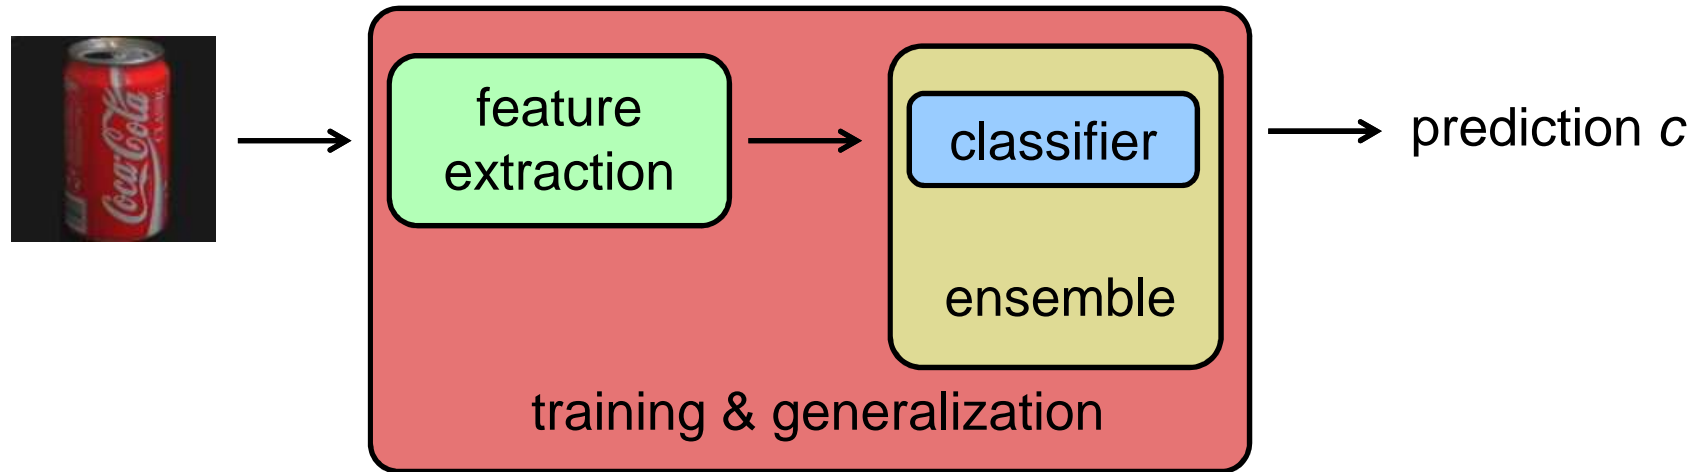 Coca-Cola
feature
extraction
classifier
ensemble
training & generalization
prediction c